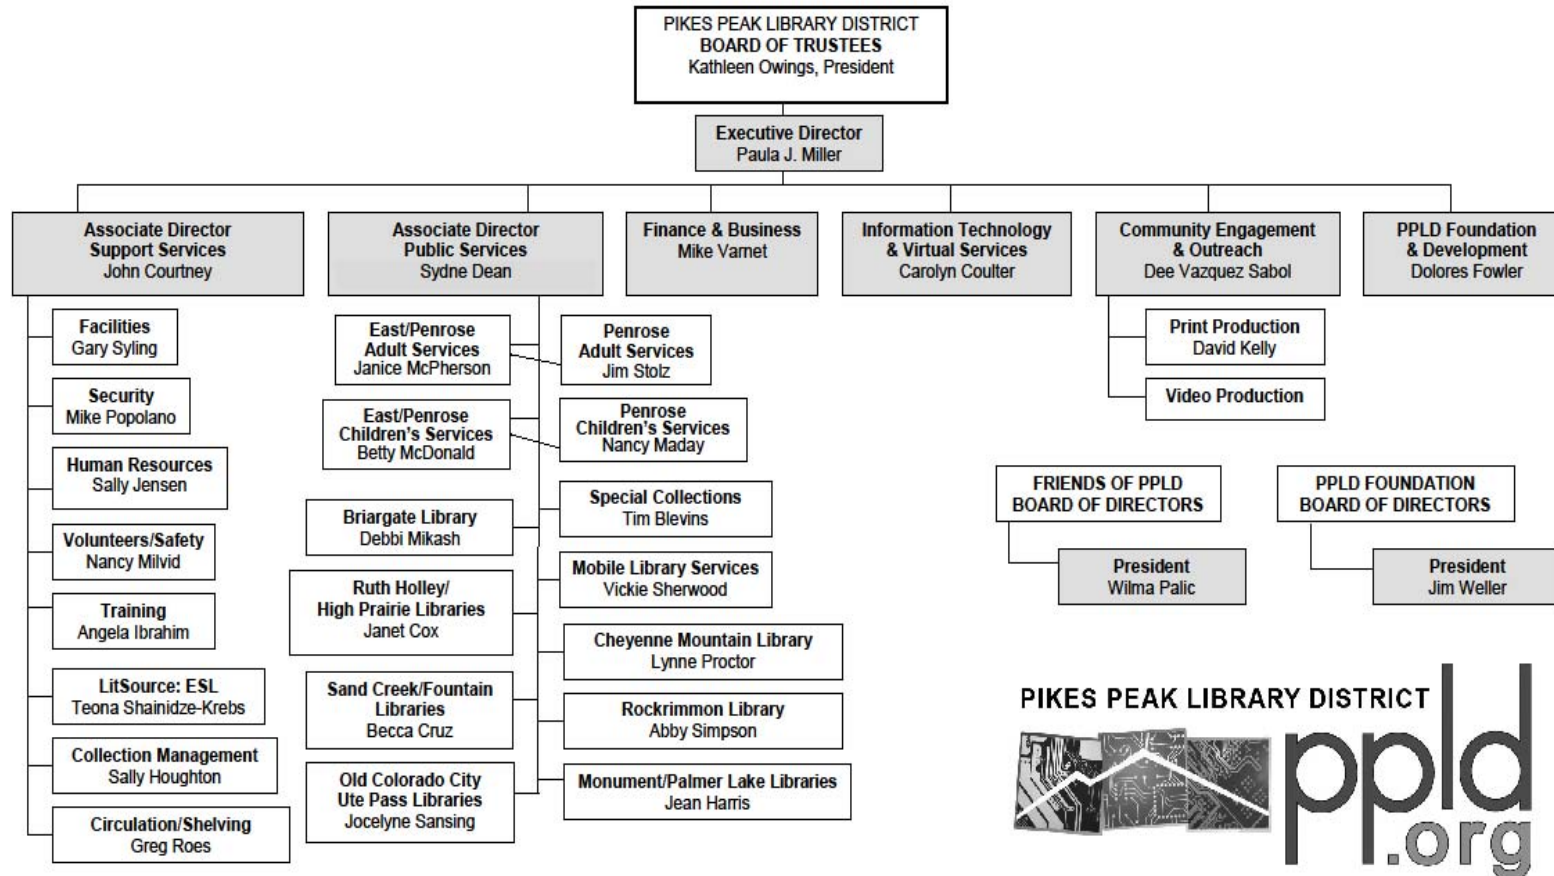 PIKES PEAK LIBRARY DISTRICT
BOARD OF TRUSTEES
Kathleen Owings, President
Executive Director
Paula J. Miller
Associate Director
Support Services
John Courtney
Associate Director
Public Services
Sydne Dean
Finance & Business
Mike Varnet
Information Technology
& Virtual Services
Carolyn Coulter
Community Engagement
& Outreach
Dee Vazquez Sabol
PPLD Foundation
& Development
Dolores Fowler
Facilities
Gary Syling
Security
Mike Popolano
Human Resources
Sally Jensen
Volunteers/Safety
Nancy Milvid
Training
Angela Ibrahim
LitSource: ESL
Teona Shainidze-Krebs
Collection Management
Sally Houghton
Circulation/Shelving
Greg Roes
East/Penrose
Adult Services
Janice McPherson
Penrose
Adult Services
Jim Stolz
East/Penrose
Children's Services
Betty McDonald
Penrose
Children's Services
Nancy Maday
Special Collections
Tim Blevins
Briargate Library
Debbi Mikash
Mobile Library Services
Vickie Sherwood
Ruth Holley/
High Prairie Libraries
Janet Cox
Cheyenne Mountain Library
Lynne Proctor
Sand Creek/Fountain
Libraries
Becca Cruz
Rockrimmon Library
Abby Simpson
Old Colorado City
Ute Pass Libraries
Jocelyne Sansing
Monument/Palmer Lake Libraries
Jean Harris
Print Production
David Kelly
Video Production
FRIENDS OF PPLD
BOARD OF DIRECTORS
President
Wilma Palic
PPLD FOUNDATION
BOARD OF DIRECTORS
President
Jim Weller
PIKES PEAK LIBRARY DISTRICT
ppld
.org